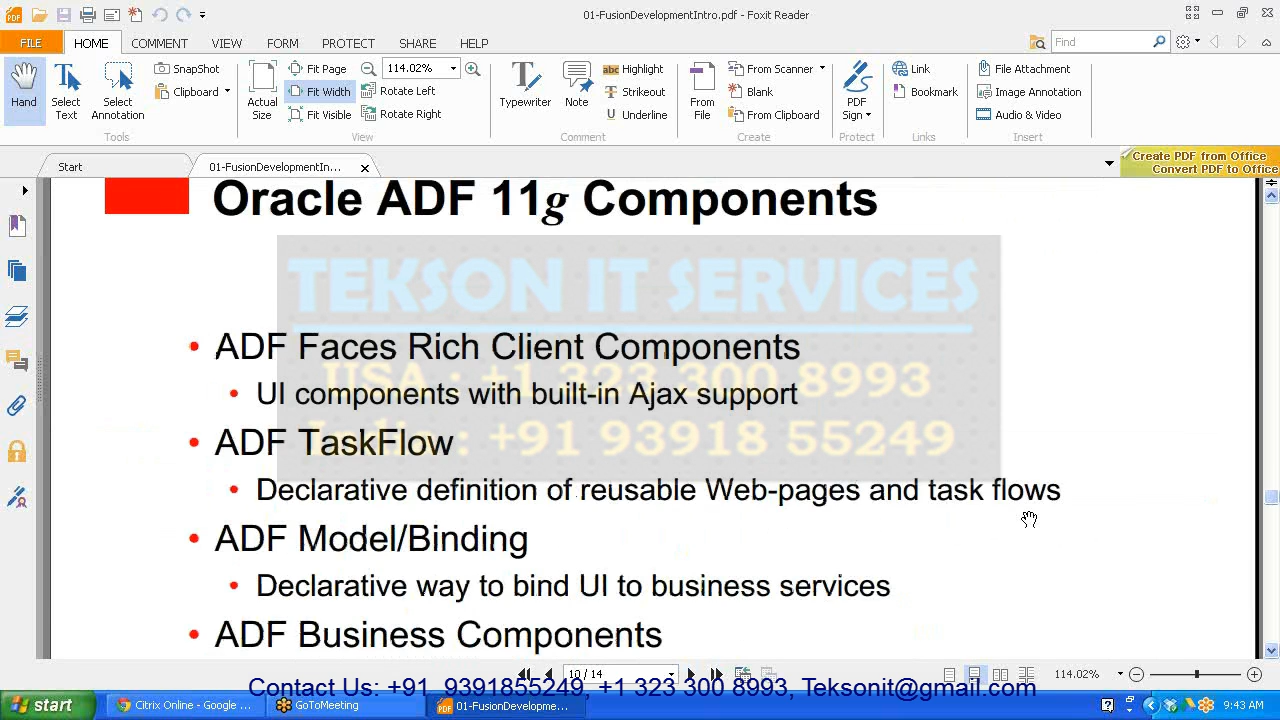 01-FusionDevelopmentIntro.pdf - Foxit Reader
FILE HOME COMMENT VIEW FORM PROTECT SHARE HELP Find
Hand
Select Text
Select Annotation
SnapShot
Clipboard
Tools
Actual Size
Fit Page
Fit Width
Fit Visible
114.02%
Rotate Left
Rotate Right
View
Typewriter
Note
Highlight
Strikeout
Underline
Comment
From File
From Scanner
Blank
From Clipboard
Create
PDF Sign
Protect
Link
Bookmark
Links
File Attachment
Image Annotation
Audio & Video
Insert
Start
01-FusionDevelopmentIn...
Create PDF from Office
Convert PDF to Office
Oracle ADF 11g Components
TEKSON IT SERVICES
• ADF Faces Rich Client Components
USA : +1 323 300 8993
• UI components with built-in Ajax support
• ADF TaskFlow
India : +91 93918 55249
• Declarative definition of reusable Web-pages and task flows
• ADF Model/Binding
• Declarative way to bind UI to business services
• ADF Business Components
10 / 14
114.02%
Contact Us: +91 9391855249, +1 323 300 8993, Teksonit@gmail.com
start
Citrix Online - Google ...
GoToMeeting
01-FusionDevelopme...
9:43 AM